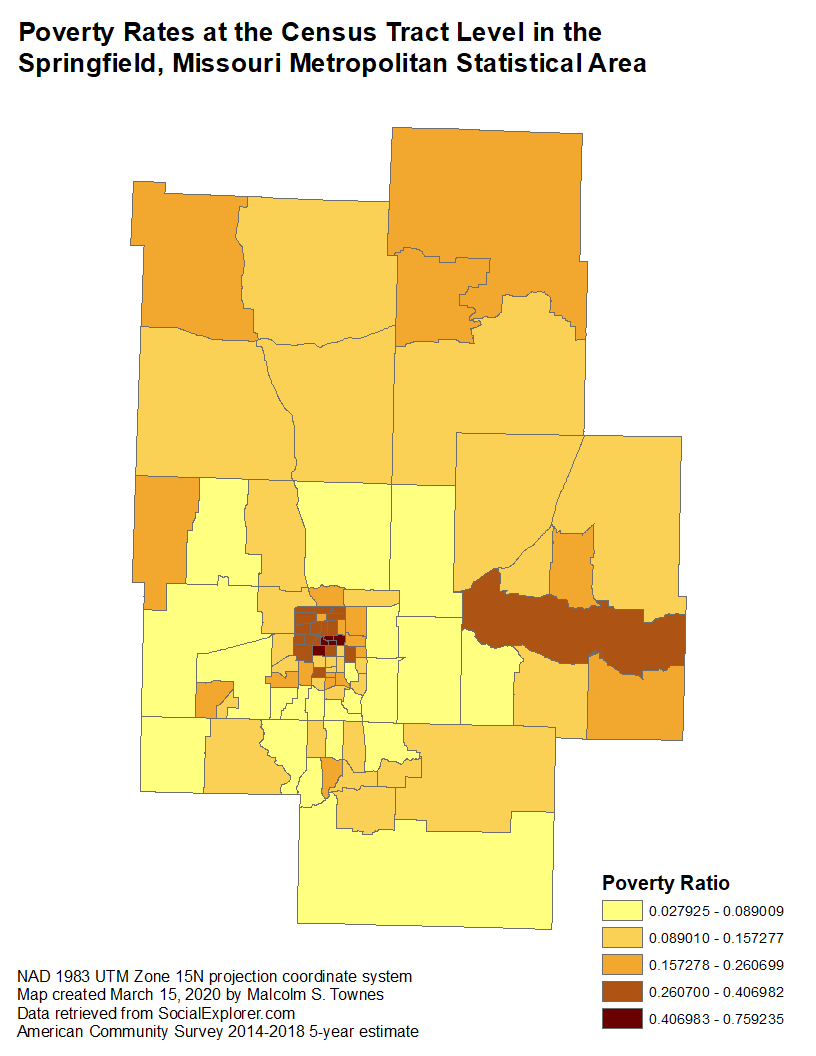 Poverty Rates at the Census Tract Level in the
Springfield, Missouri Metropolitan Statistical Area
Poverty Ratio
0.027925 - 0.089009
0.089010 - 0.157277
0.157278 - 0.260699
0.260700 - 0.406982
0.406983 - 0.759235
NAD 1983 UTM Zone 15N projection coordinate system
Map created March 15, 2020 by Malcolm S. Townes
Data retrieved from SocialExplorer.com
American Community Survey 2014-2018 5-year estimate